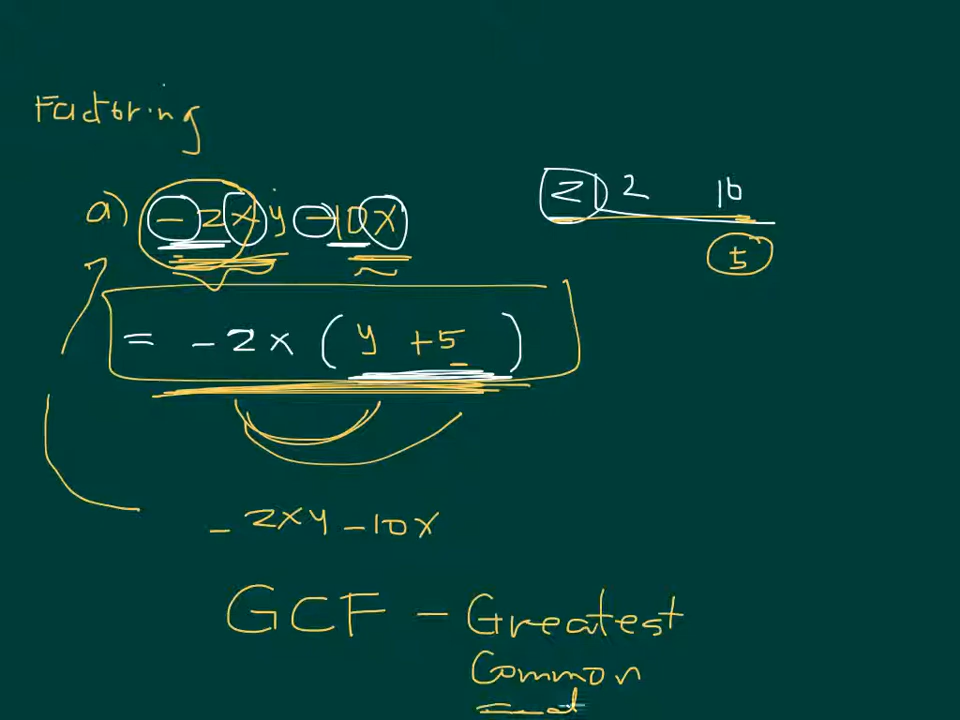 Factoring
a) -2xy -10x
2 2 10
5
= -2x ( y +5 )
-2xy -10x
GCF - Greatest
Common